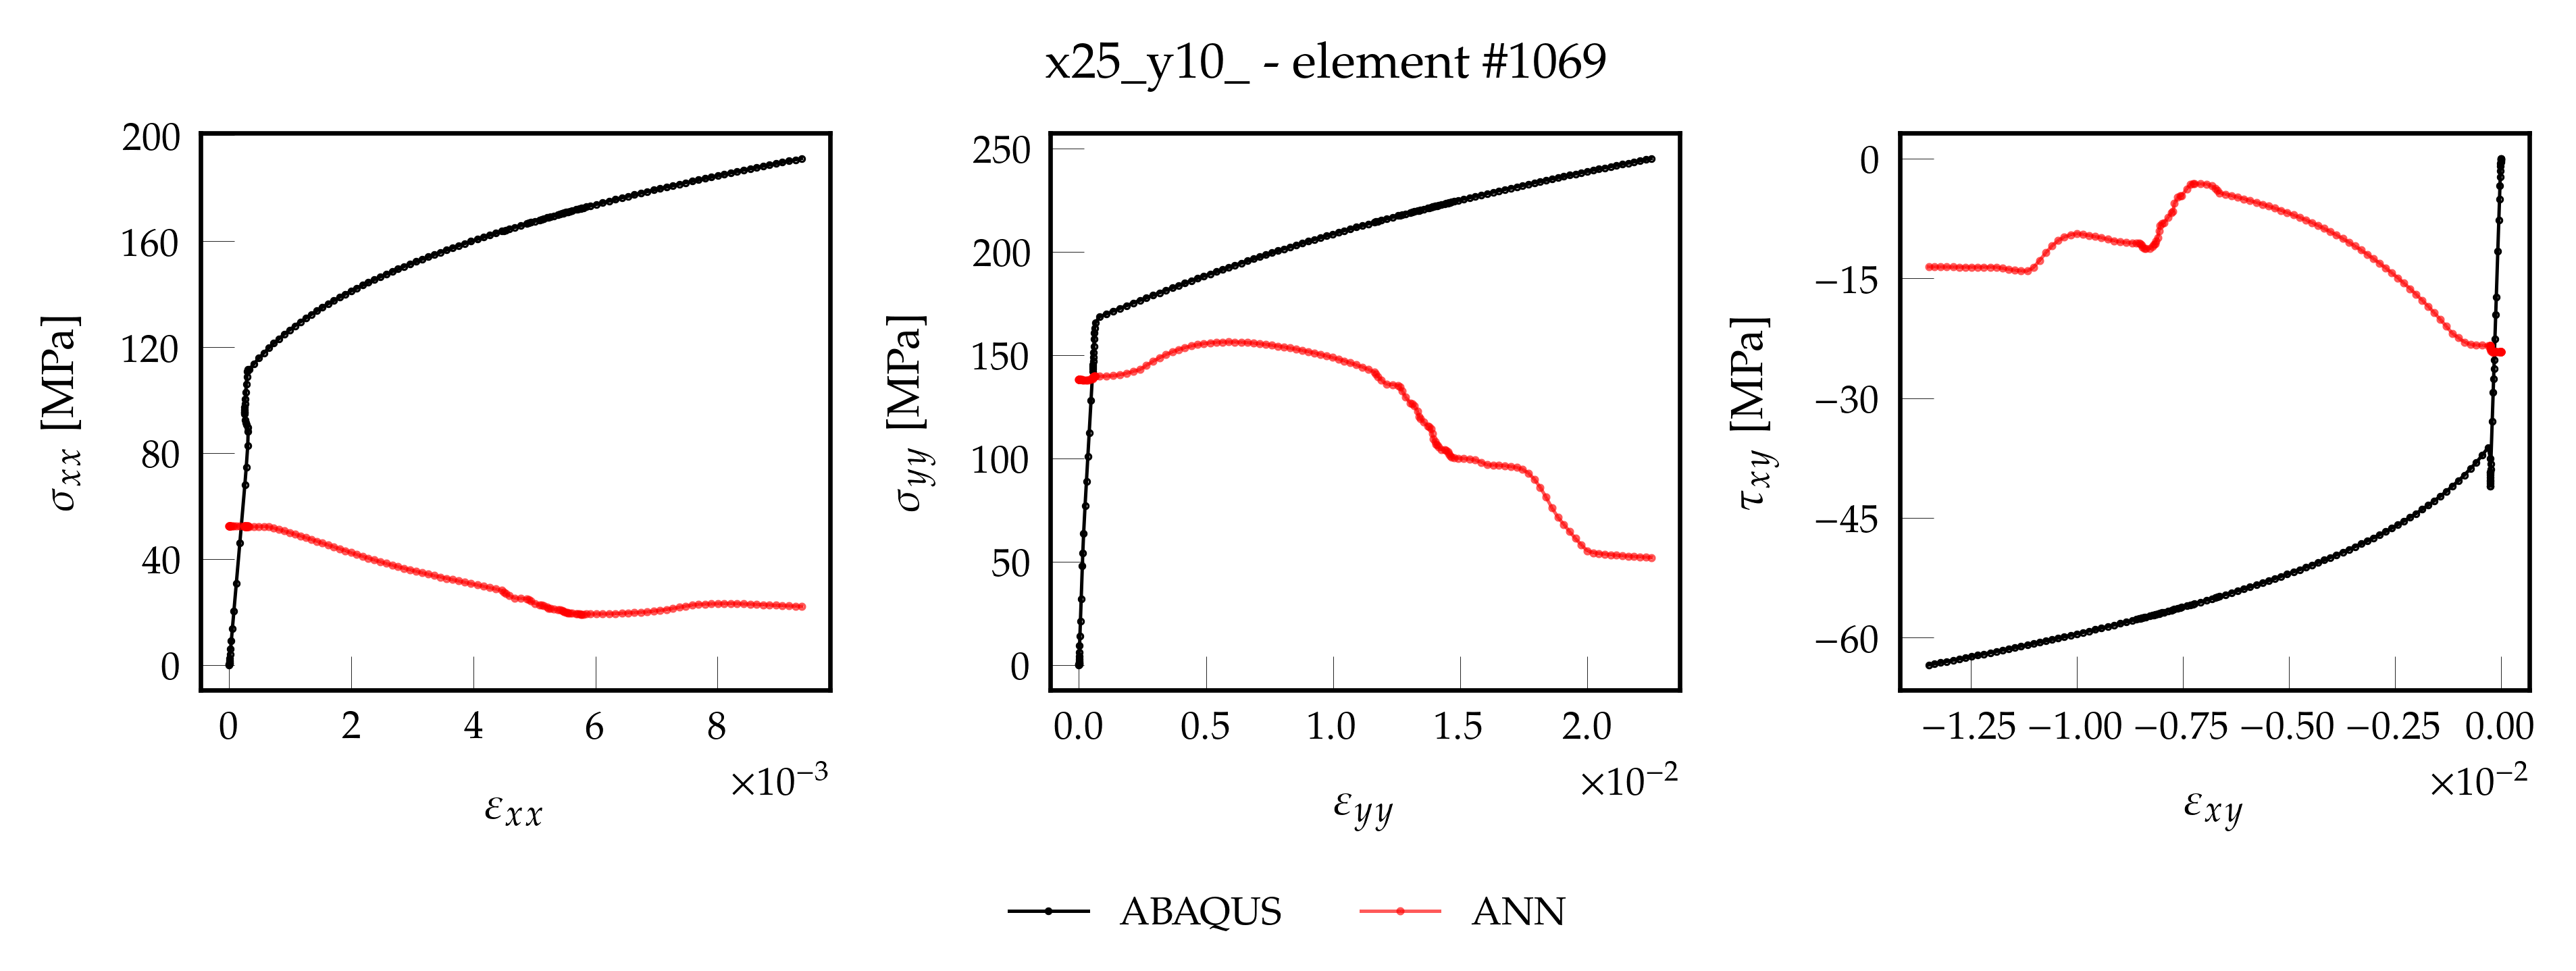 x25_y10_ - element #1069
σxx [MPa]
200
160
120
80
40
0
0 2 4 6 8
×10−3
εxx
σyy [MPa]
250
200
150
100
50
0
0.0 0.5 1.0 1.5 2.0
×10−2
εyy
τxy [MPa]
0
−15
−30
−45
−60
−1.25 −1.00 −0.75 −0.50 −0.25 0.00
×10−2
εxy
ABAQUS ANN